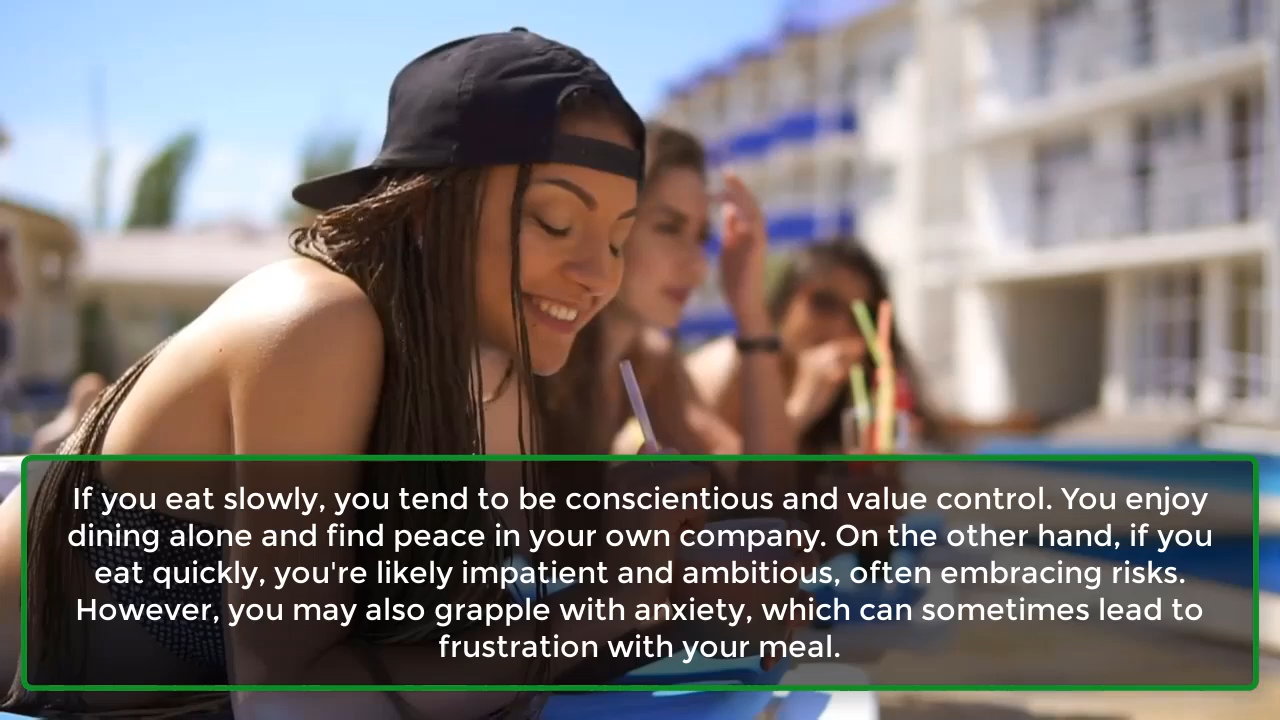 If you eat slowly, you tend to be conscientious and value control. You enjoy
dining alone and find peace in your own company. On the other hand, if you
eat quickly, you're likely impatient and ambitious, often embracing risks.
However, you may also grapple with anxiety, which can sometimes lead to
frustration with your meal.